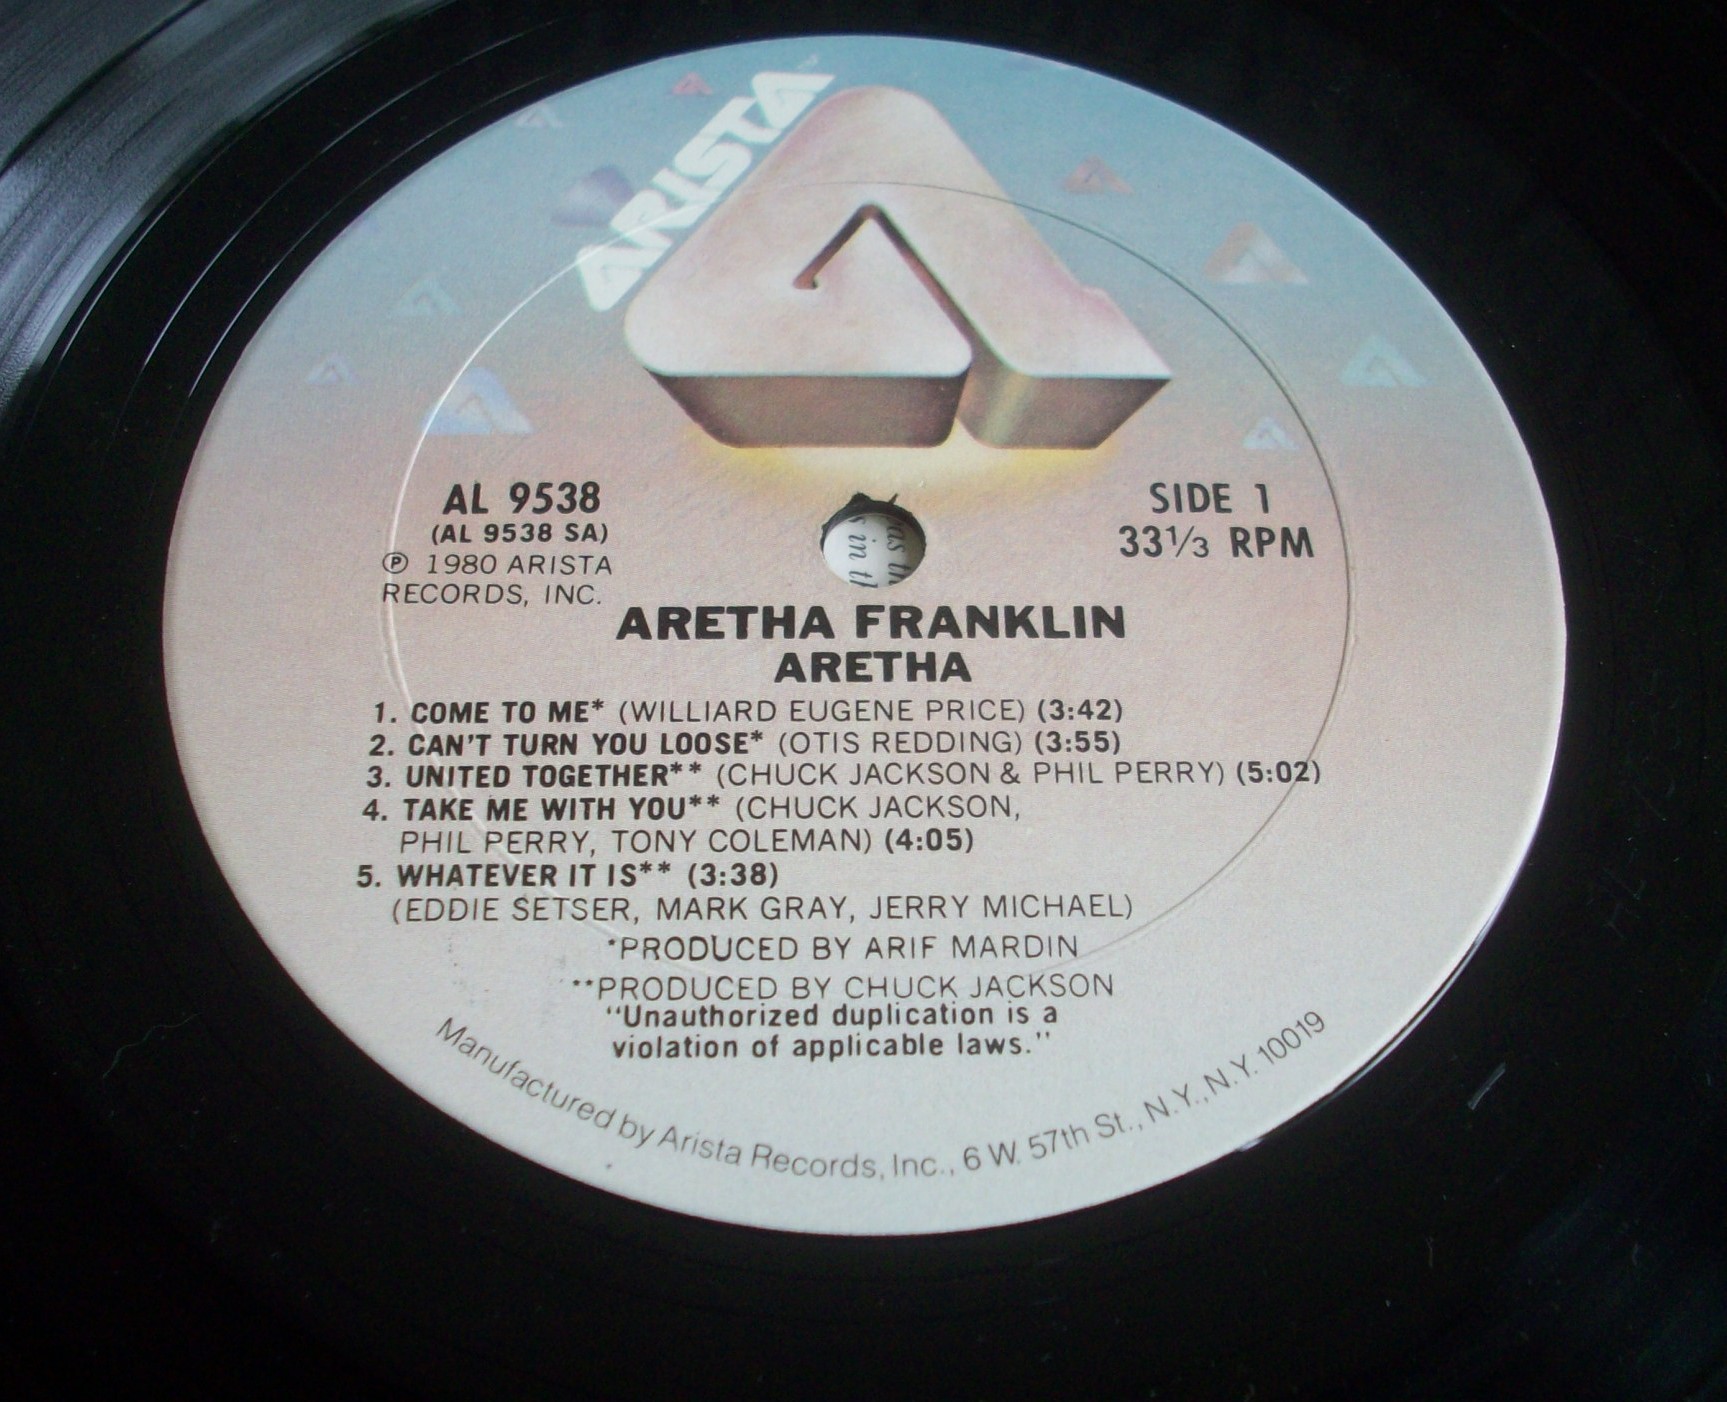 ARISTA
AL 9538
(AL 9538 SA)
℗ 1980 ARISTA
RECORDS, INC.
SIDE 1
33⅓ RPM
ARETHA FRANKLIN
ARETHA
1. COME TO ME* (WILLIARD EUGENE PRICE) (3:42)
2. CAN'T TURN YOU LOOSE* (OTIS REDDING) (3:55)
3. UNITED TOGETHER** (CHUCK JACKSON & PHIL PERRY) (5:02)
4. TAKE ME WITH YOU** (CHUCK JACKSON,
PHIL PERRY, TONY COLEMAN) (4:05)
5. WHATEVER IT IS** (3:38)
(EDDIE SETSER, MARK GRAY, JERRY MICHAEL)
*PRODUCED BY ARIF MARDIN
**PRODUCED BY CHUCK JACKSON
"Unauthorized duplication is a
violation of applicable laws."
Manufactured by Arista Records, Inc., 6 W. 57th St., N.Y., N.Y. 10019